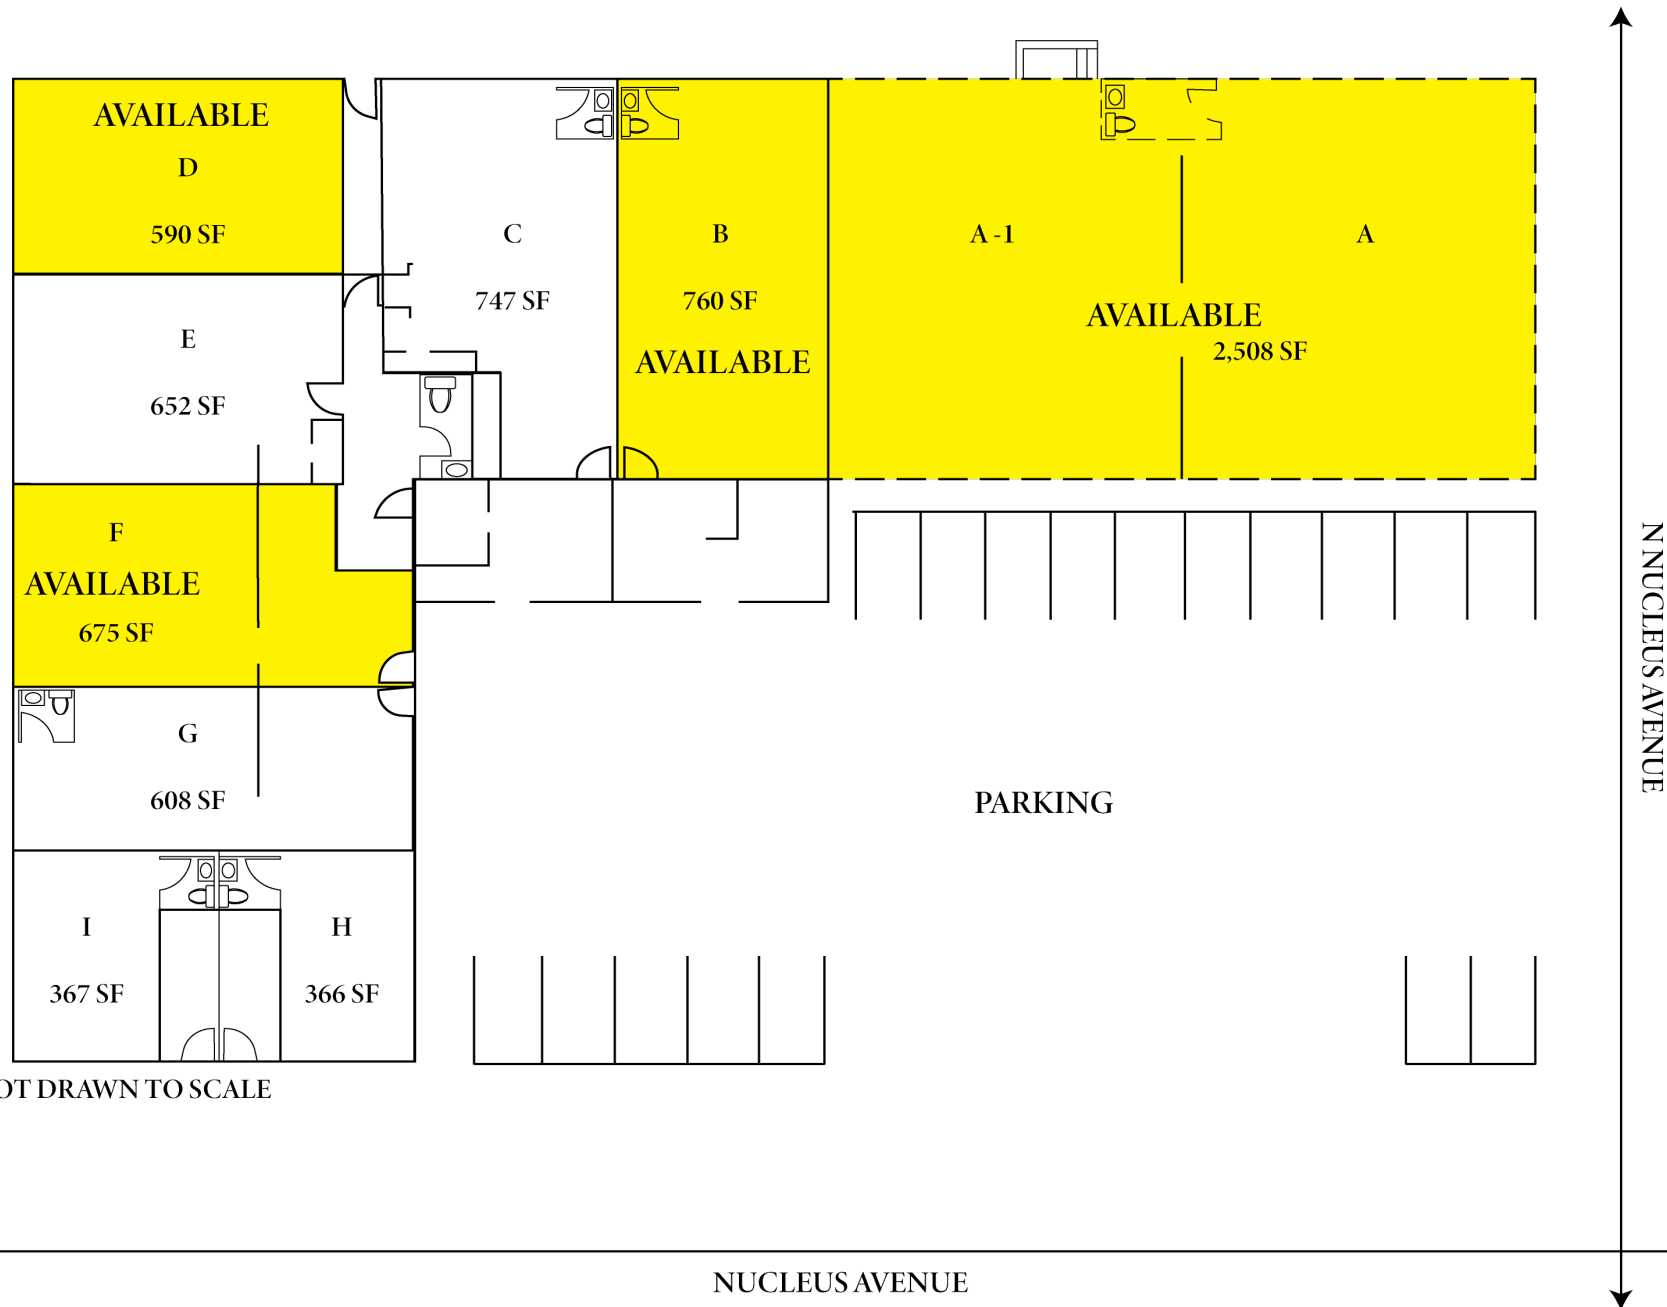 AVAILABLE
D
590 SF
C
747 SF
B
760 SF
AVAILABLE
A -1
A
AVAILABLE
2,508 SF
E
652 SF
F
AVAILABLE
675 SF
G
608 SF
I
367 SF
H
366 SF
PARKING
N NUCLEUS AVENUE
OT DRAWN TO SCALE
NUCLEUS AVENUE